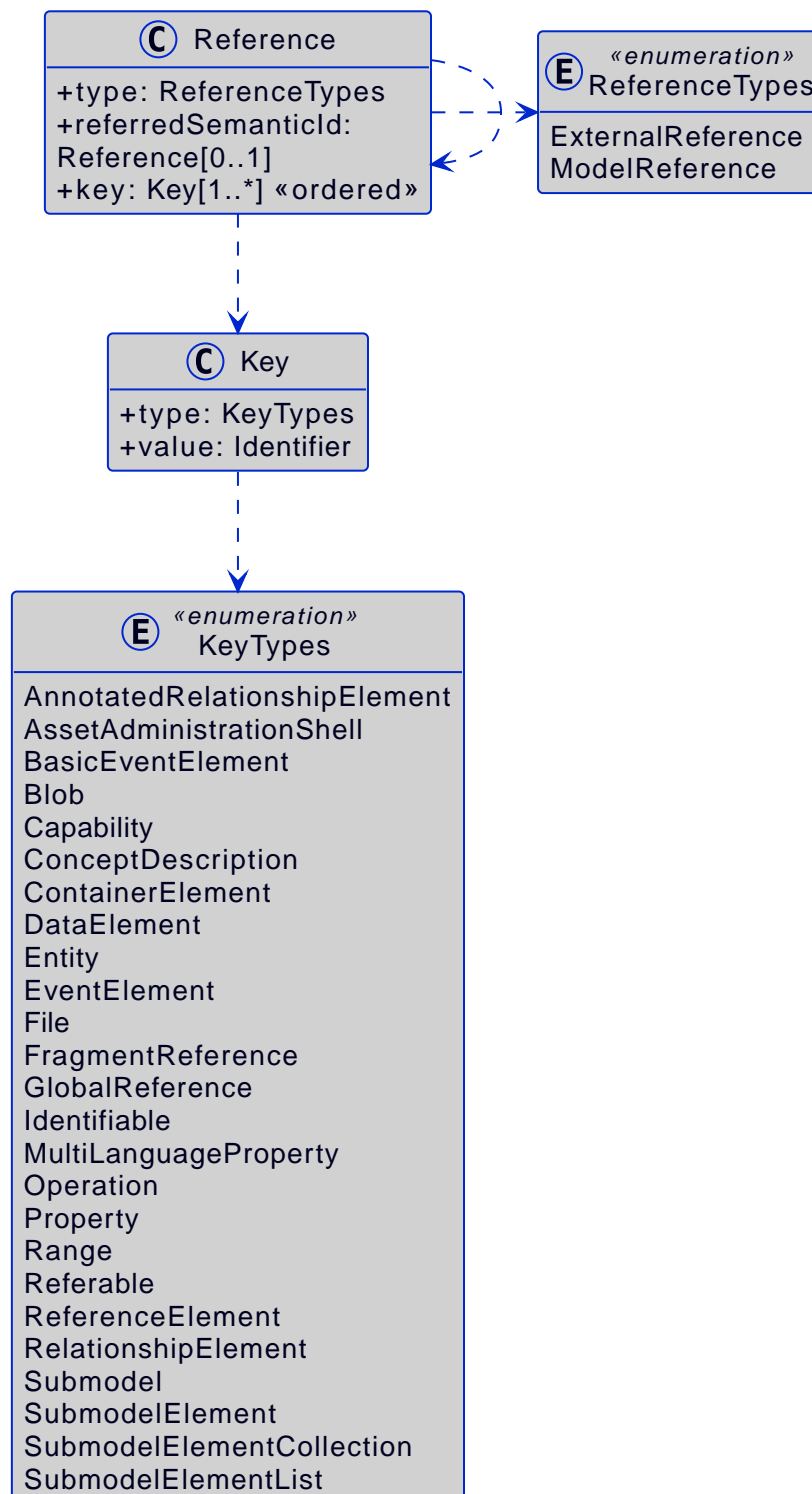 C Reference
+type: ReferenceTypes
+referredSemanticId:
Reference[0..1]
+key: Key[1..*] «ordered»
«enumeration»
E ReferenceTypes
ExternalReference
ModelReference
C Key
+type: KeyTypes
+value: Identifier
«enumeration»
E KeyTypes
AnnotatedRelationshipElement
AssetAdministrationShell
BasicEventElement
Blob
Capability
ConceptDescription
ContainerElement
DataElement
Entity
EventElement
File
FragmentReference
GlobalReference
Identifiable
MultiLanguageProperty
Operation
Property
Range
Referable
ReferenceElement
RelationshipElement
Submodel
SubmodelElement
SubmodelElementCollection
SubmodelElementList